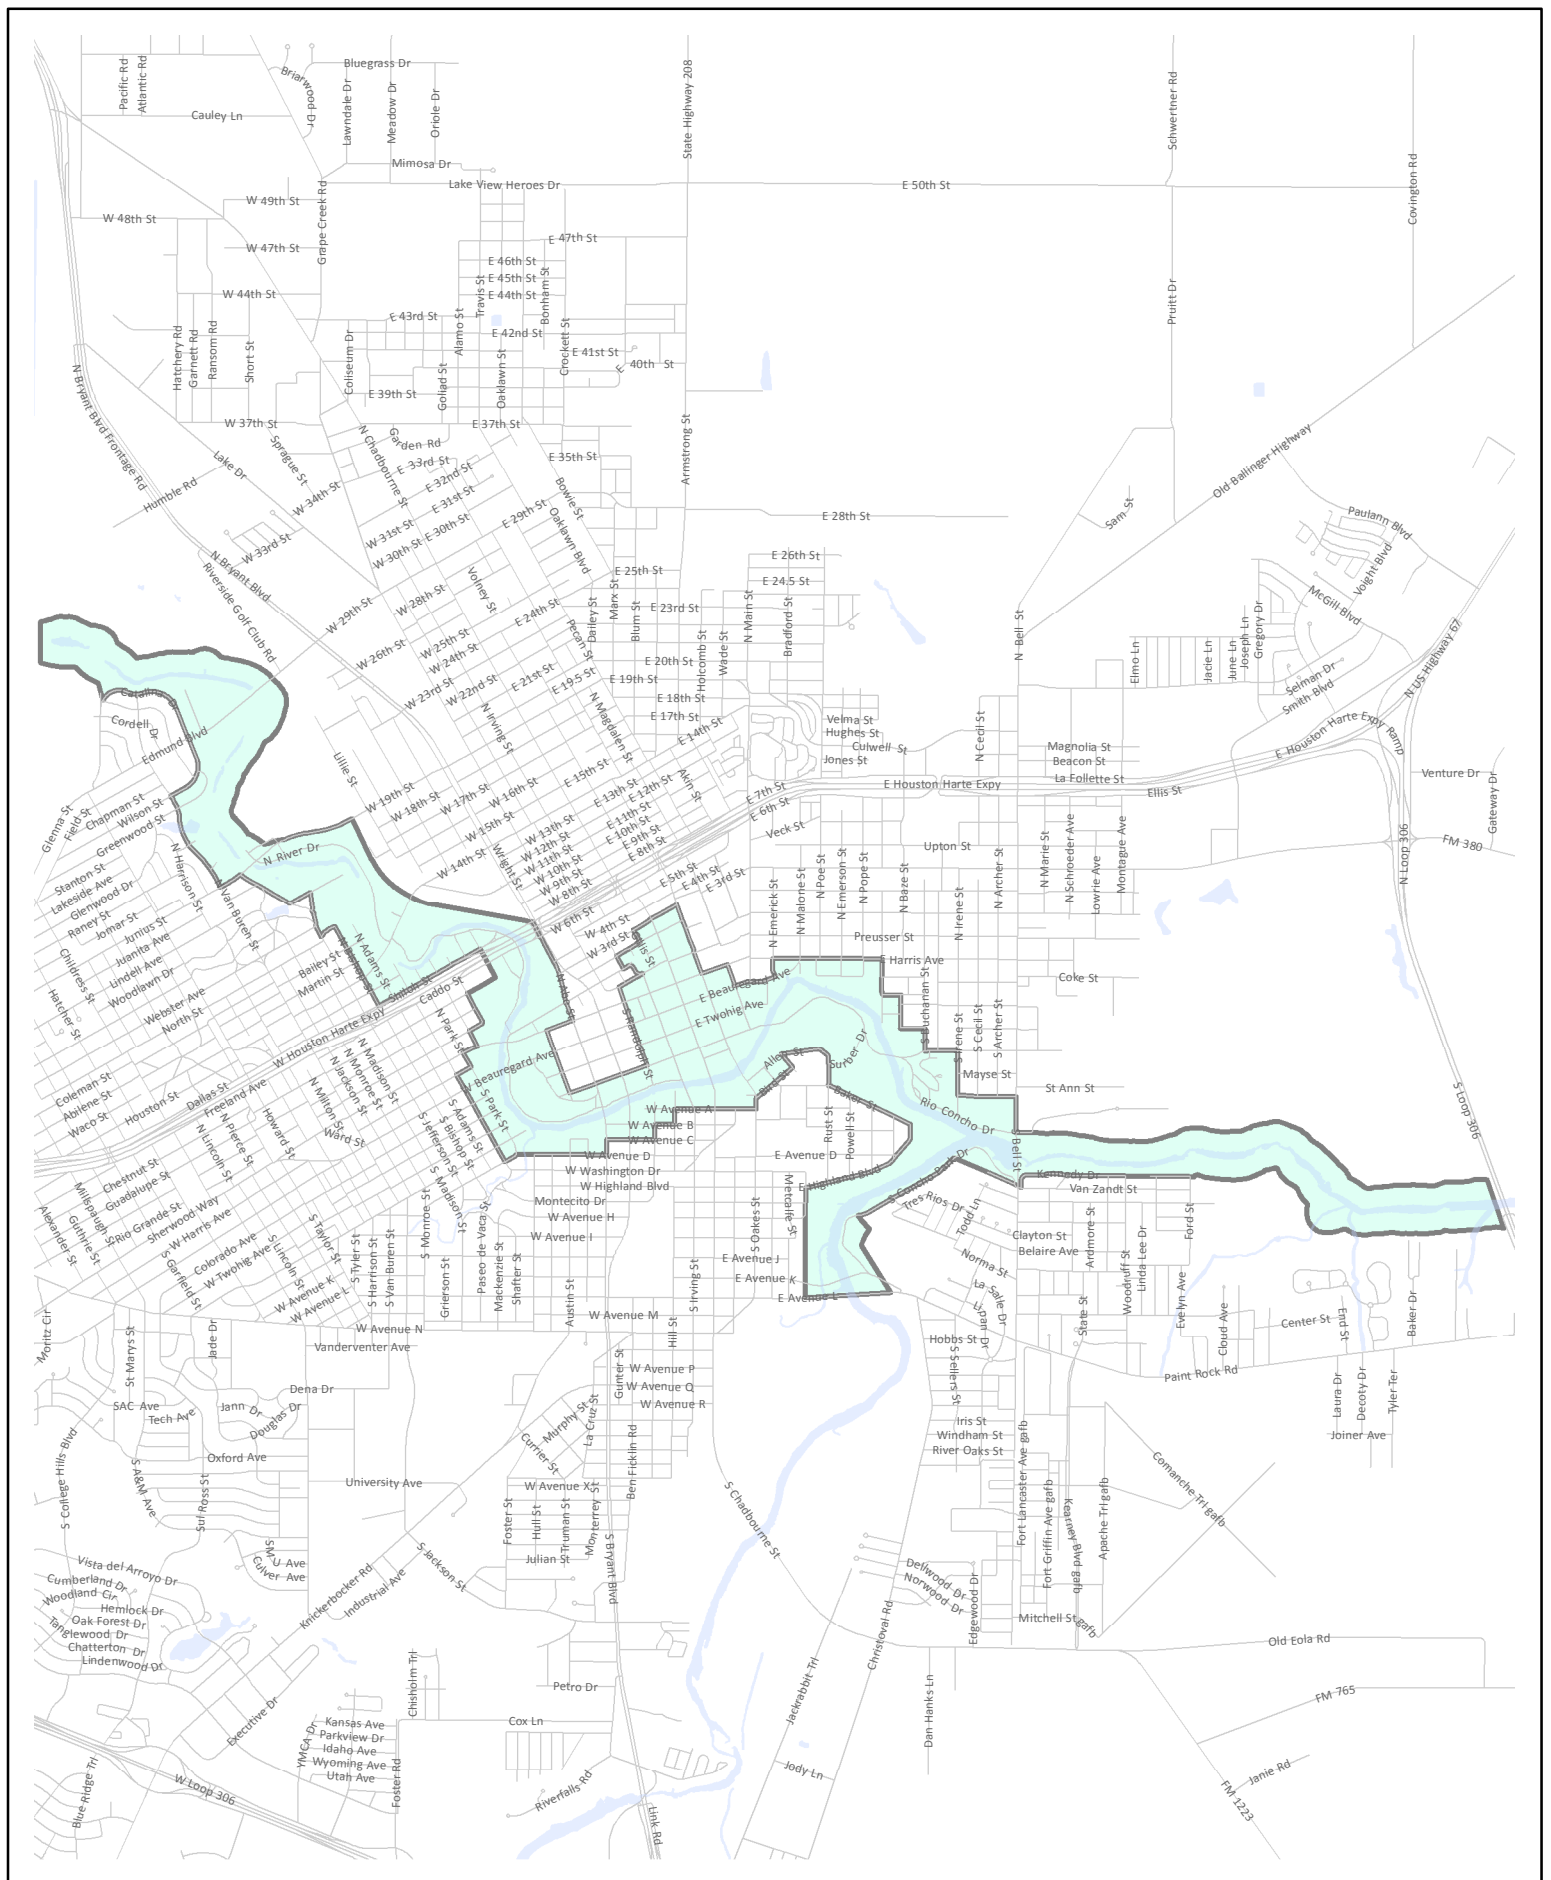 Bluegrass Dr
Briarwood Dr
Pacific Rd
Atlantic Rd
Lawndale Dr
Meadow Dr
Oriole Dr
State Highway 208
Schwertner Rd
Cauley Ln
Mimosa Dr
Lake View Heroes Dr
E 50th St
Covington Rd
W 49th St
W 48th St
Grape Creek Rd
W 47th St
E 47th St
E 46th St
E 45th St
E 44th St
Travis St
Bonham St
W 44th St
Pruitt Dr
E 43rd St
Alamo St
E 42nd St
Crockett St
E 41st St
E 40th St
Hatchery Rd
Garnett Rd
Ransom Rd
Short St
Coliseum Dr
Goliad St
Oaklawn St
E 39th St
N Bryant Blvd Frontage Rd
W 37th St
E 37th St
Armstrong St
Sprague St
N Chadbourne St
Garden Rd
E 35th St
Old Ballinger Highway
Lake Dr
E 33rd St
E 32nd St
Humble Rd
W 34th St
E 31st St
Bowie St
W 31st St
E 30th St
E 29th St
Oaklawn Blvd
E 28th St
Sam St
Paulann Blvd
W 33rd St
W 30th St
N Bryant Blvd
Riverside Golf Club Rd
E 26th St
Voight Blvd
E 25th St
E 24.5 St
Volney St
W 29th St
W 28th St
E 24th St
Dailey St
Marx St
Blum St
E 23rd St
N Main St
Bradford St
McGill Blvd
N Bell St
W 26th St
W 25th St
W 24th St
Pecan St
Holcomb St
Wade St
Elmo Ln
Jacie Ln
June Ln
Joseph Ln
Gregory Dr
N US Highway 67
W 23rd St
W 22nd St
E 21st St
E 19.5 St
E 20th St
E 19th St
E 18th St
E 17th St
Selman Dr
Smith Blvd
N Irving St
N Magdalen St
E 14th St
Velma St
Hughes St
Culwell St
Jones St
N Cecil St
Magnolia St
Beacon St
La Follette St
Ellis St
E Houston Harte Expy Ramp
Cordell Dr
Edmund Blvd
Lillie St
W 19th St
W 18th St
W 17th St
W 16th St
E 15th St
E 13th St
E 12th St
Akin St
E 7th St
E 6th St
E Houston Harte Expy
Venture Dr
Gateway Dr
Glenna St
Field St
Chapman St
Wilson St
Greenwood St
W 15th St
W 13th St
W 12th St
W 11th St
W 10th St
W 9th St
W 8th St
E 11th St
E 10th St
E 9th St
E 8th St
Veck St
Upton St
FM 380
N Loop 306
N River Dr
W 14th St
Wright St
E 5th St
E 4th St
E 3rd St
Stanton St
Lakeside Ave
Glenwood Dr
Raney St
Jomar St
Junius St
Juanita Ave
Lindell Ave
Woodlawn Dr
N Harrison St
N Van Buren St
W 6th St
W 4th St
W 3rd St
N Emerick St
N Malone St
N Poe St
N Emerson St
N Pope St
N Baze St
N Irene St
N Archer St
N Marie St
N Schroeder Ave
Lowrie Ave
Montague Ave
Preusser St
E Harris Ave
Coke St
Childress St
Hatcher St
Webster Ave
North St
Bailey St
Martin St
N Adams St
N Bishop St
Shiloh St
Caddo St
N Abe St
S Randolph St
E Beauregard Ave
E Twohig Ave
W Houston Harte Expy
N Park St
W Beauregard Ave
Allen St
Bird St
Surber Dr
S Buchanan St
S Irene St
S Cecil St
S Archer St
Mayse St
St Ann St
Coleman St
Abilene St
Waco St
Houston St
Dallas St
Freeland Ave
N Madison St
N Monroe St
N Jackson St
N Milton St
S Park St
Baker St
Rio Concho Dr
W Avenue A
W Avenue B
W Avenue C
W Avenue D
Rust St
Powell St
E Avenue D
S Bell St
S Loop 306
N Pierce St
N Lincoln St
Howard St
Ward St
S Adams St
S Bishop St
S Jefferson St
S Madison St
W Washington Dr
W Highland Blvd
E Highland Blvd
S Concho Park Dr
Kennedy Dr
Van Zandt St
Chestnut St
Guadalupe St
Rio Grande St
Sherwood Way
W Harris Ave
Colorado Ave
W Twohig Ave
Millspaugh St
Guthrie St
Alexander St
Montecito Dr
W Avenue H
W Avenue I
Metcalfe St
S Oakes St
Tres Rios Dr
Todd Ln
Clayton St
Belaire Ave
Ardmore St
Ford St
S Garfield St
S Lincoln St
S Taylor St
S Tyler St
S Harrison St
S Van Buren St
S Monroe St
Grierson St
Paseo de Vaca St
Mackenzie St
Shafter St
W Avenue K
W Avenue L
E Avenue J
E Avenue K
E Avenue L
Norma St
La Salle Dr
Lipan Dr
Woodruff St
Linda Lee Dr
Evelyn Ave
State St
Cloud Ave
Center St
End St
Baker Dr
Moritz Cir
St Marys St
Jade Dr
W Avenue N
Vanderventer Ave
Austin St
W Avenue M
S Irving St
Hill St
Hobbs St
S Sellers St
Paint Rock Rd
W Avenue P
W Avenue Q
W Avenue R
Gunter St
La Cruz St
Laura Dr
Decoty Dr
Tyler Ter
Joiner Ave
Dena Dr
SAC Ave
Tech Ave
Jann Dr
Douglas Dr
Oxford Ave
Murphy St
Currier St
Iris St
Windham St
River Oaks St
S College Hills Blvd
S A&M Ave
Sul Ross St
University Ave
W Avenue X
Ben Ficklin Rd
S Chadbourne St
Foster St
Hull St
Truman St
Monterrey St
Julian St
Fort Lancaster Ave gafb
Fort Griffin Ave gafb
Kearney Blvd gafb
Apache Trl gafb
Comanche Trl gafb
SMU Ave
Culver Ave
Vista del Arroyo Dr
Cumberland Dr
Woodland Cir
Hemlock Dr
Oak Forest Dr
Tanglewood Dr
Chatterton Dr
Lindenwood Dr
Knickerbocker Rd
Industrial Ave
S Jackson St
S Bryant Blvd
Dellwood Dr
Norwood Dr
Edgewood Dr
Mitchell St gafb
Christoval Rd
Old Eola Rd
Chisholm Trl
Petro Dr
Cox Ln
Executive Dr
YMCA Dr
Kansas Ave
Parkview Dr
Idaho Ave
Wyoming Ave
Utah Ave
Foster Rd
Jackrabbit Trl
Dan Hanks Ln
FM 765
W Loop 306
Blue Ridge Trl
Riverfalls Rd
Link Rd
Jody Ln
Janie Rd
FM 1223